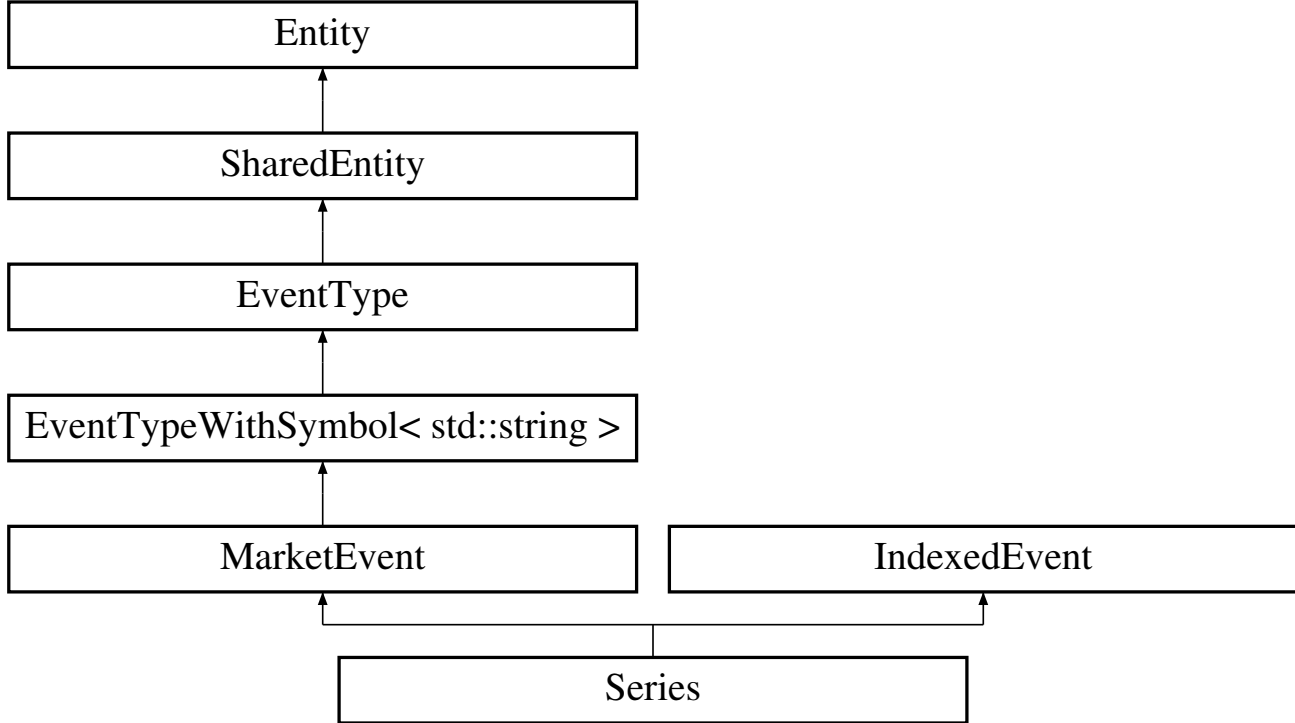 Entity
SharedEntity
EventType
EventTypeWithSymbol< std::string >
MarketEvent
IndexedEvent
Series